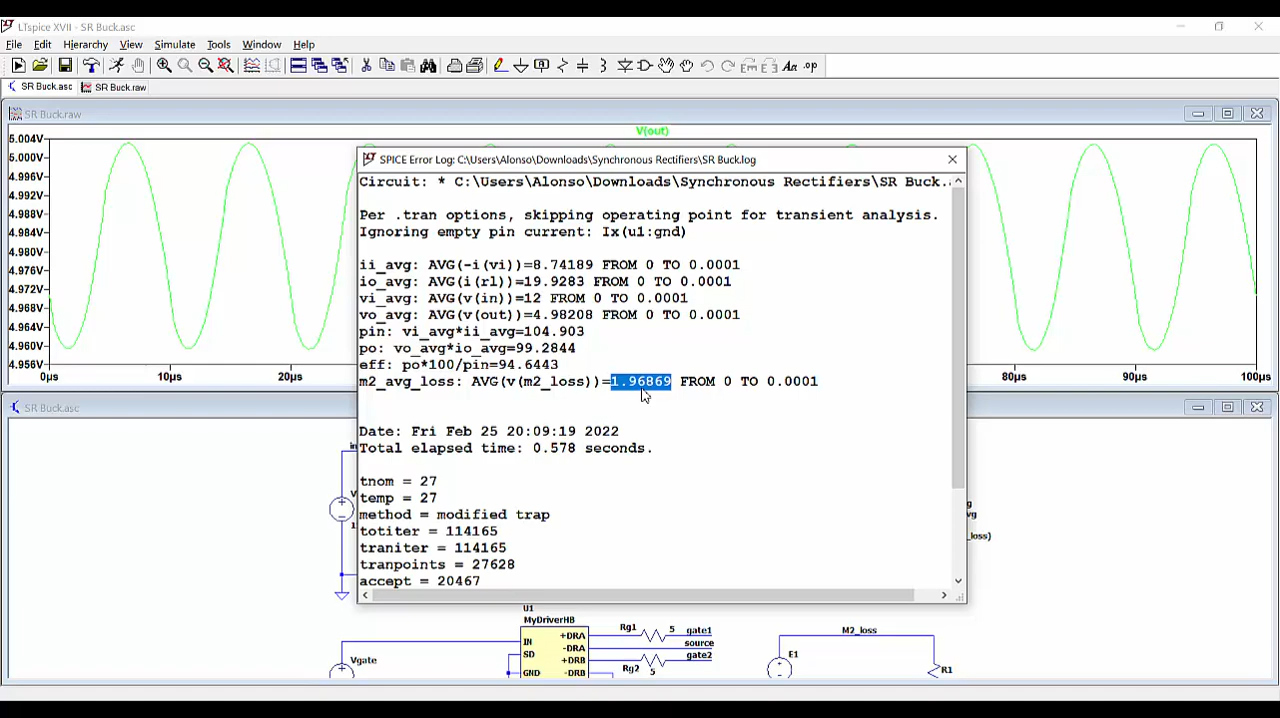 LTspice XVII - SR Buck.asc
File Edit Hierarchy View Simulate Tools Window Help
SR Buck.asc SR Buck.raw
SR Buck.raw
V(out)
5.004V
5.000V
4.996V
4.992V
4.988V
4.984V
4.980V
4.976V
4.972V
4.968V
4.964V
4.960V
4.956V
0µs 10µs 20µs 80µs 90µs 100µs
SPICE Error Log: C:\Users\Alonso\Downloads\Synchronous Rectifiers\SR Buck.log
Circuit: * C:\Users\Alonso\Downloads\Synchronous Rectifiers\SR Buck.
Per .tran options, skipping operating point for transient analysis.
Ignoring empty pin current: Ix(u1:gnd)
ii_avg: AVG(-i(vi))=8.74189 FROM 0 TO 0.0001
io_avg: AVG(i(rl))=19.9283 FROM 0 TO 0.0001
vi_avg: AVG(v(in))=12 FROM 0 TO 0.0001
vo_avg: AVG(v(out))=4.98208 FROM 0 TO 0.0001
pin: vi_avg*ii_avg=104.903
po: vo_avg*io_avg=99.2844
eff: po*100/pin=94.6443
m2_avg_loss: AVG(v(m2_loss))=1.96869 FROM 0 TO 0.0001
Date: Fri Feb 25 20:09:19 2022
Total elapsed time: 0.578 seconds.
tnom = 27
temp = 27
method = modified trap
totiter = 114165
traniter = 114165
tranpoints = 27628
accept = 20467
SR Buck.asc
in
V
1
g
vg
_loss)
U1
MyDriverHB
IN
SD
GND
+DRA
-DRA
+DRB
-DRB
Rg1 5 gate1
source
gate2
Rg2 5
Vgate
M2_loss
E1
R1